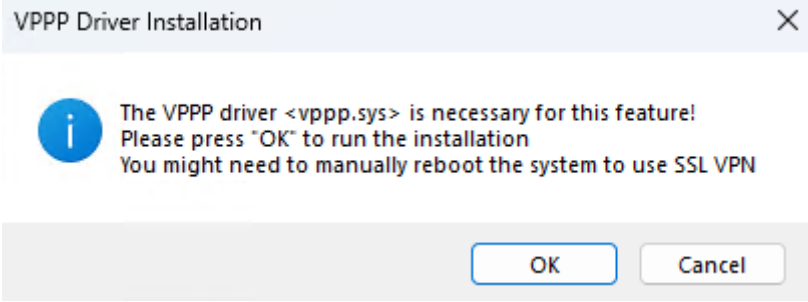 VPPP Driver Installation
The VPPP driver <vppp.sys> is necessary for this feature!
Please press "OK" to run the installation
You might need to manually reboot the system to use SSL VPN
OK
Cancel